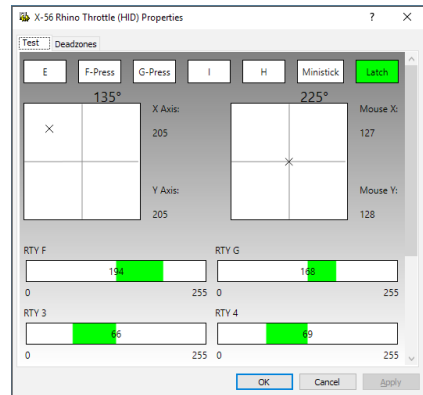 X-56 Rhino Throttle (HID) Properties ? ×
Test Deadzones
E F-Press G-Press I H Ministick Latch
135° 225°
X Axis: Mouse X:
205 127
Y Axis: Mouse Y:
205 128
RTY F RTY G
194 168
0 255 0 255
RTY 3 RTY 4
66 69
0 255 0 255
OK Cancel Apply